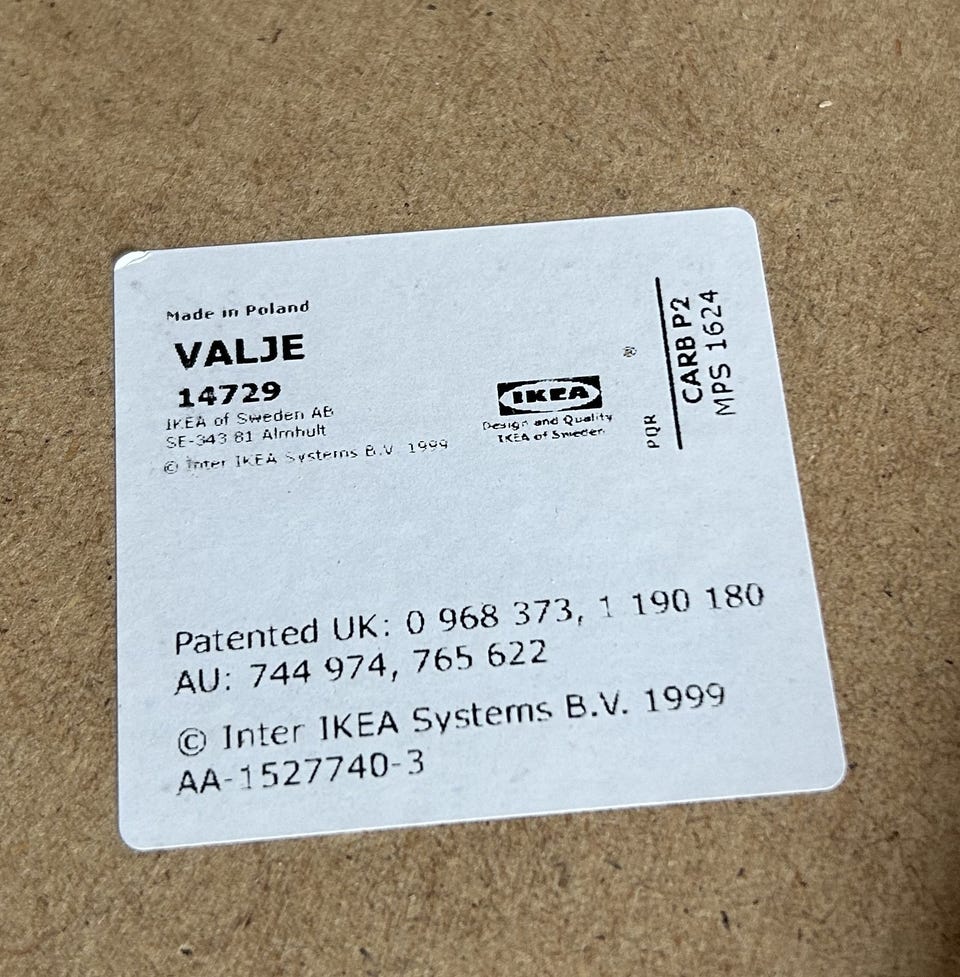 Made in Poland
VALJE
14729
IKEA of Sweden AB
SE-343 81 Älmhult
© Inter IKEA Systems B.V. 1999
®
IKEA
Design and Quality
IKEA of Sweden
PQR
CARB P2
MPS 1624
Patented UK: 0 968 373, 1 190 180
AU: 744 974, 765 622
© Inter IKEA Systems B.V. 1999
AA-1527740-3